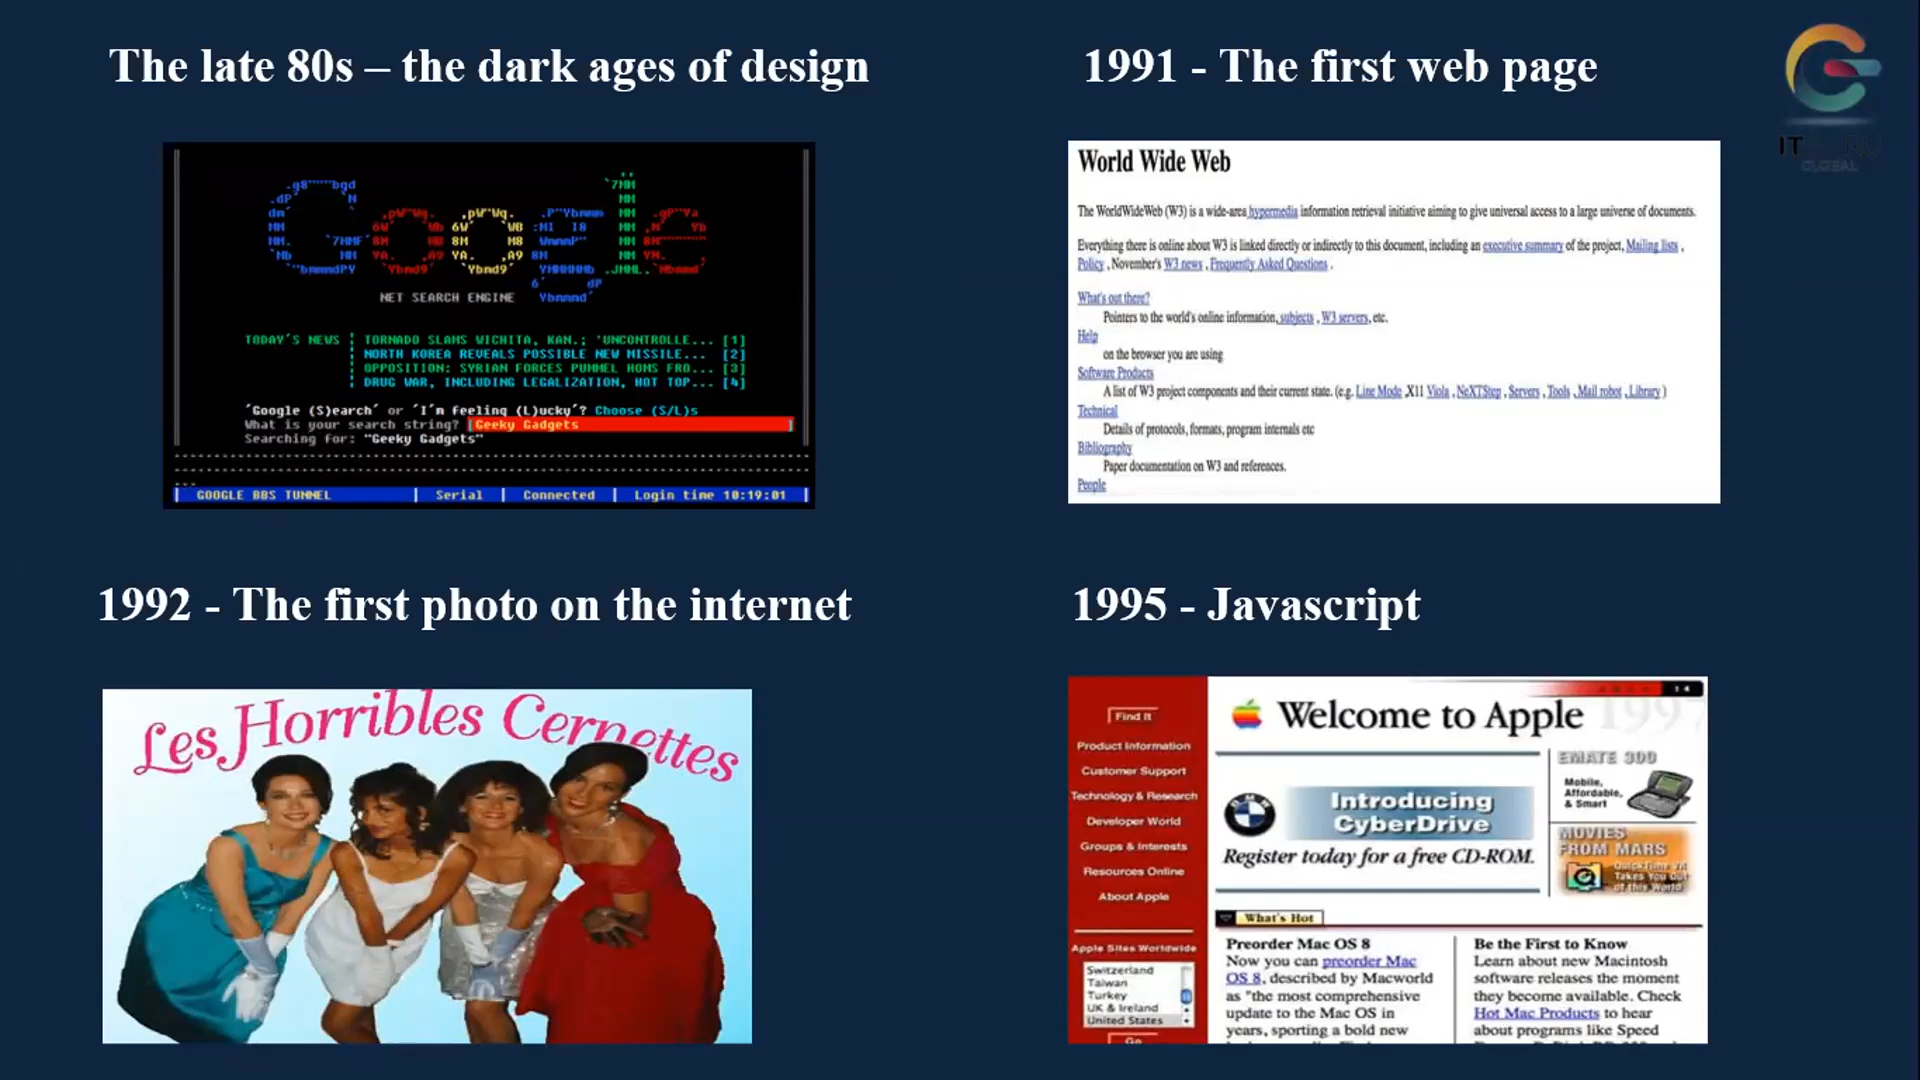 The late 80s – the dark ages of design
Google
NET SEARCH ENGINE
TODAY'S NEWS
TORNADO SLAMS WICHITA, KAN.; 'UNCONTROLLE... [1]
NORTH KOREA REVEALS POSSIBLE NEW MISSILE... [2]
OPPOSITION: SYRIAN FORCES PUMMEL HOMS FRO... [3]
DRUG WAR, INCLUDING LEGALIZATION, HOT TOP... [4]
'Google (S)earch' or 'I'm feeling (L)ucky'? Choose (S/L)s
What is your search string? [Geeky Gadgets ]
Searching for: "Geeky Gadgets"
GOOGLE BBS TUNNEL | Serial | Connected | Login time 10:19:01
1991 - The first web page
World Wide Web
The WorldWideWeb (W3) is a wide-area hypermedia information retrieval initiative aiming to give universal access to a large universe of documents.
Everything there is online about W3 is linked directly or indirectly to this document, including an executive summary of the project, Mailing lists ,
Policy , November's W3 news , Frequently Asked Questions .
What's out there?
Pointers to the world's online information, subjects , W3 servers, etc.
Help
on the browser you are using
Software Products
A list of W3 project components and their current state. (e.g. Line Mode ,X11 Viola , NeXTStep , Servers , Tools , Mail robot , Library )
Technical
Details of protocols, formats, program internals etc
Bibliography
Paper documentation on W3 and references.
People
IT
GLOBAL
1992 - The first photo on the internet
Les Horribles Cernettes
1995 - Javascript
Find It
Product Information
Customer Support
Technology & Research
Developer World
Groups & Interests
Resources Online
About Apple
Apple Sites Worldwide
Switzerland
Taiwan
Turkey
UK & Ireland
United States
Go
Welcome to Apple
1997
Introducing
CyberDrive
Register today for a free CD-ROM.
EMATE 300
Mobile,
Affordable,
& Smart
MOVIES
FROM MARS
QuickTime VR
Takes You Out
of this World
What's Hot
Preorder Mac OS 8
Now you can preorder Mac
OS 8, described by Macworld
as "the most comprehensive
update to the Mac OS in
years, sporting a bold new
Be the First to Know
Learn about new Macintosh
software releases the moment
they become available. Check
Hot Mac Products to hear
about programs like Speed